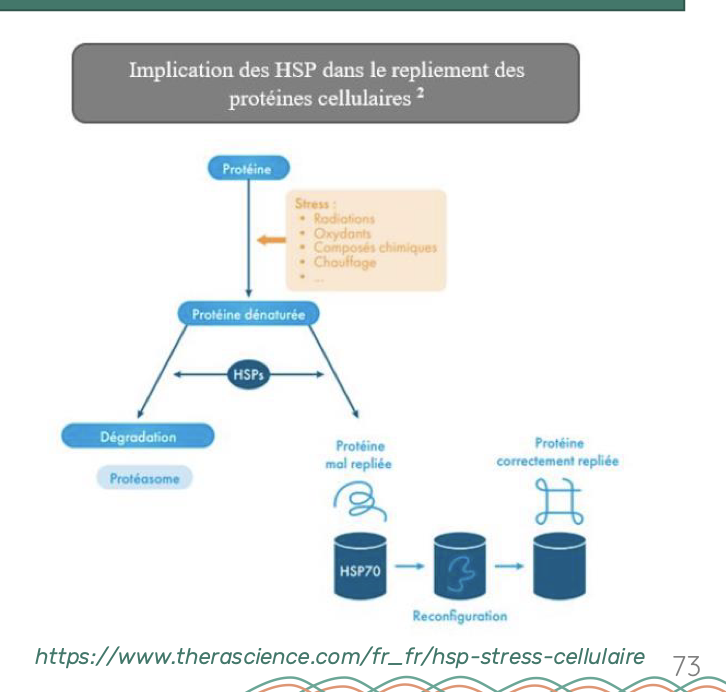 Implication des HSP dans le repliement des
protéines cellulaires ²
Protéine
Stress :
• Radiations
• Oxydants
• Composés chimiques
• Chauffage
• ...
Protéine dénaturée
HSPs
Dégradation
Protéasome
Protéine
mal repliée
Protéine
correctement repliée
HSP70
Reconfiguration
https://www.therascience.com/fr_fr/hsp-stress-cellulaire
73